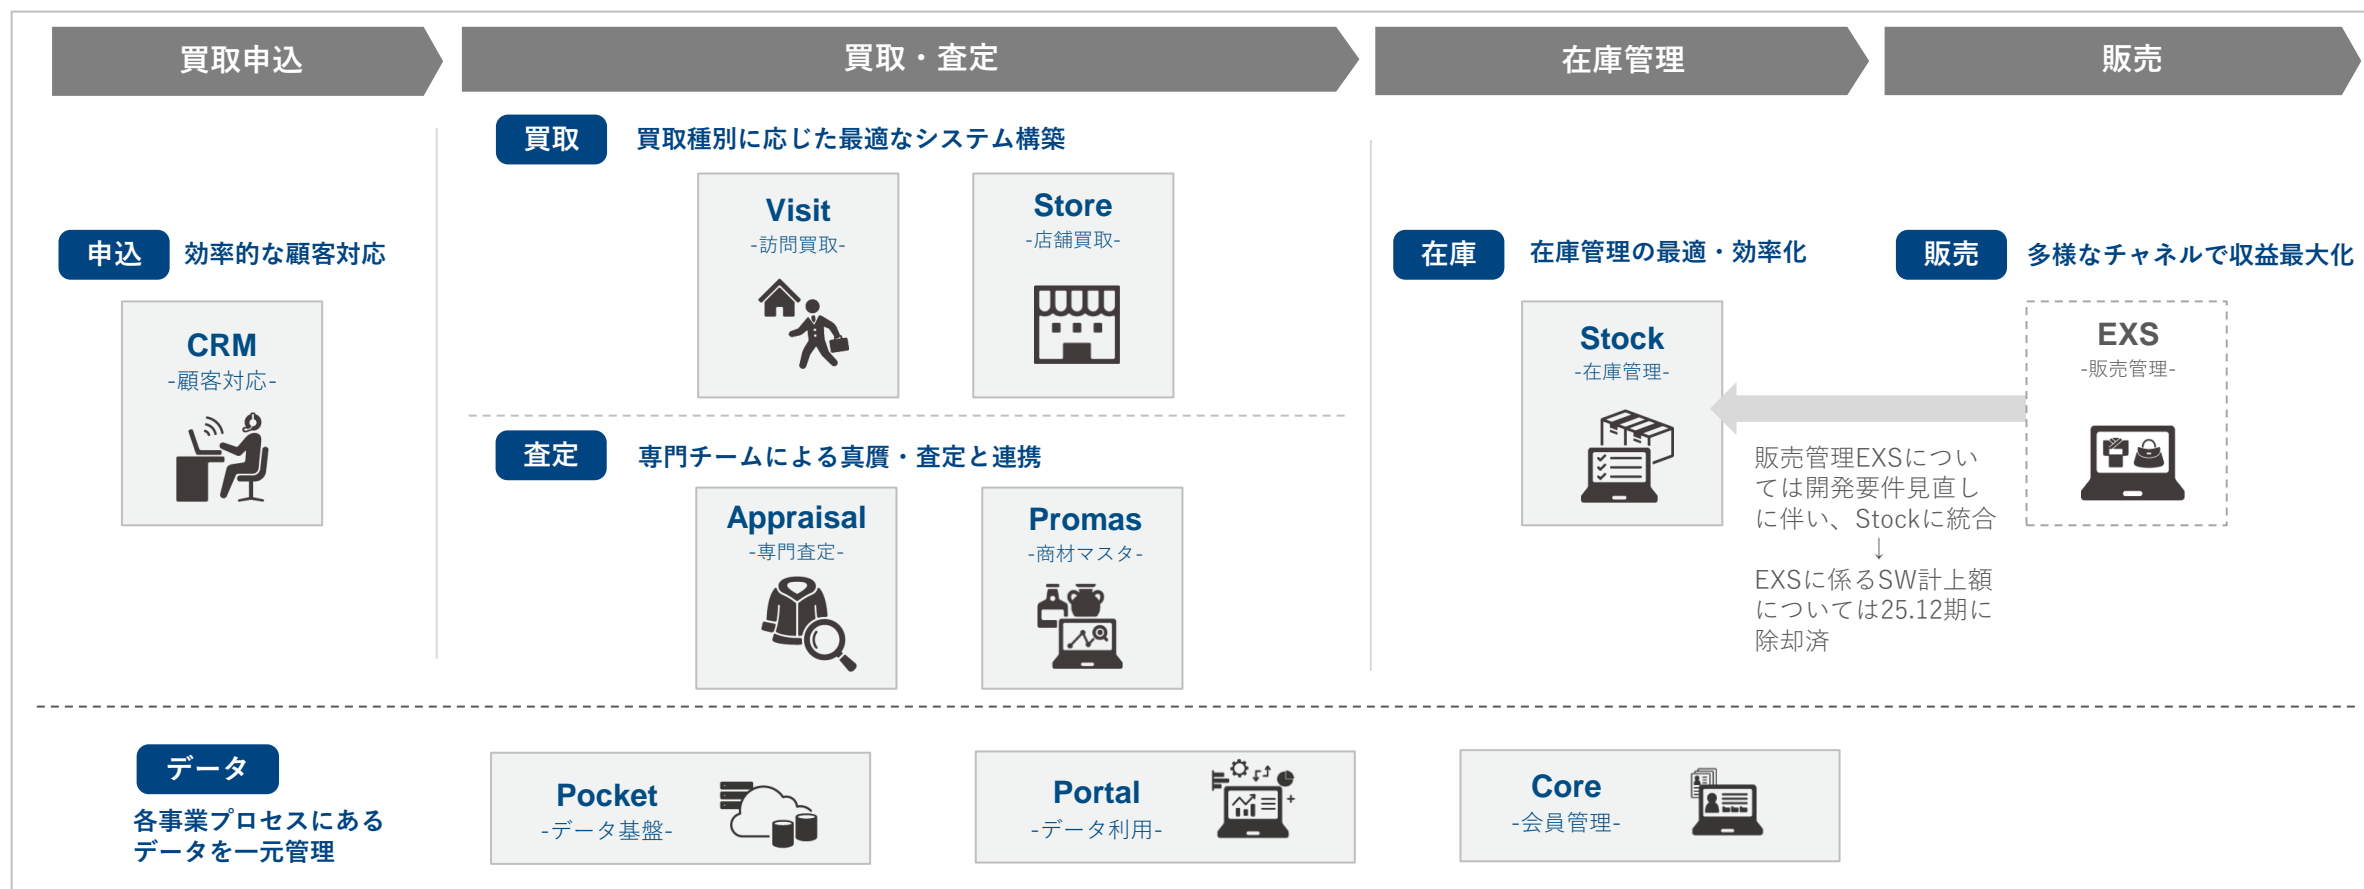 買取申込
買取・査定
在庫管理
販売
申込
効率的な顧客対応
CRM
-顧客対応-
買取
買取種別に応じた最適なシステム構築
Visit
-訪問買取-
Store
-店舗買取-
査定
専門チームによる真贋・査定と連携
Appraisal
-専門査定-
Promas
-商材マスタ-
在庫
在庫管理の最適・効率化
Stock
-在庫管理-
販売
多様なチャネルで収益最大化
EXS
-販売管理-
販売管理EXSについ
ては開発要件見直し
に伴い、Stockに統合
↓
EXSに係るSW計上額
については25.12期に
除却済
データ
各事業プロセスにある
データを一元管理
Pocket
-データ基盤-
Portal
-データ利用-
Core
-会員管理-